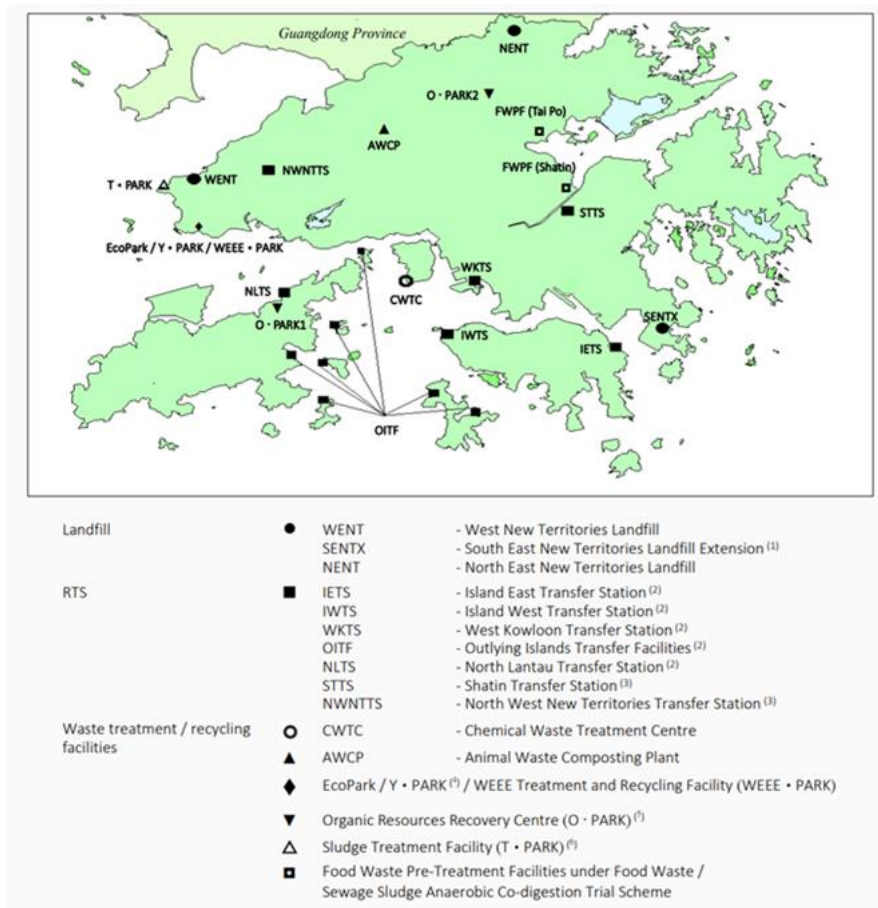 Guangdong Province
NENT
O · PARK2
FWPF (Tai Po)
AWCP
FWPF (Shatin)
NWNTTS
WENT
T • PARK
STTS
EcoPark / Y • PARK / WEEE • PARK
WKTS
NLTS
CWTC
O · PARK1
SENTX
IWTS
IETS
OITF
Landfill ● WENT - West New Territories Landfill
SENTX - South East New Territories Landfill Extension (1)
NENT - North East New Territories Landfill
RTS ■ IETS - Island East Transfer Station (2)
IWTS - Island West Transfer Station (2)
WKTS - West Kowloon Transfer Station (2)
OITF - Outlying Islands Transfer Facilities (2)
NLTS - North Lantau Transfer Station (2)
STTS - Shatin Transfer Station (3)
NWNTTS - North West New Territories Transfer Station (3)
Waste treatment / recycling
facilities
CWTC - Chemical Waste Treatment Centre
AWCP - Animal Waste Composting Plant
EcoPark / Y • PARK (4) / WEEE Treatment and Recycling Facility (WEEE • PARK)
Organic Resources Recovery Centre (O · PARK) (5)
Sludge Treatment Facility (T • PARK) (6)
Food Waste Pre-Treatment Facilities under Food Waste /
Sewage Sludge Anaerobic Co-digestion Trial Scheme